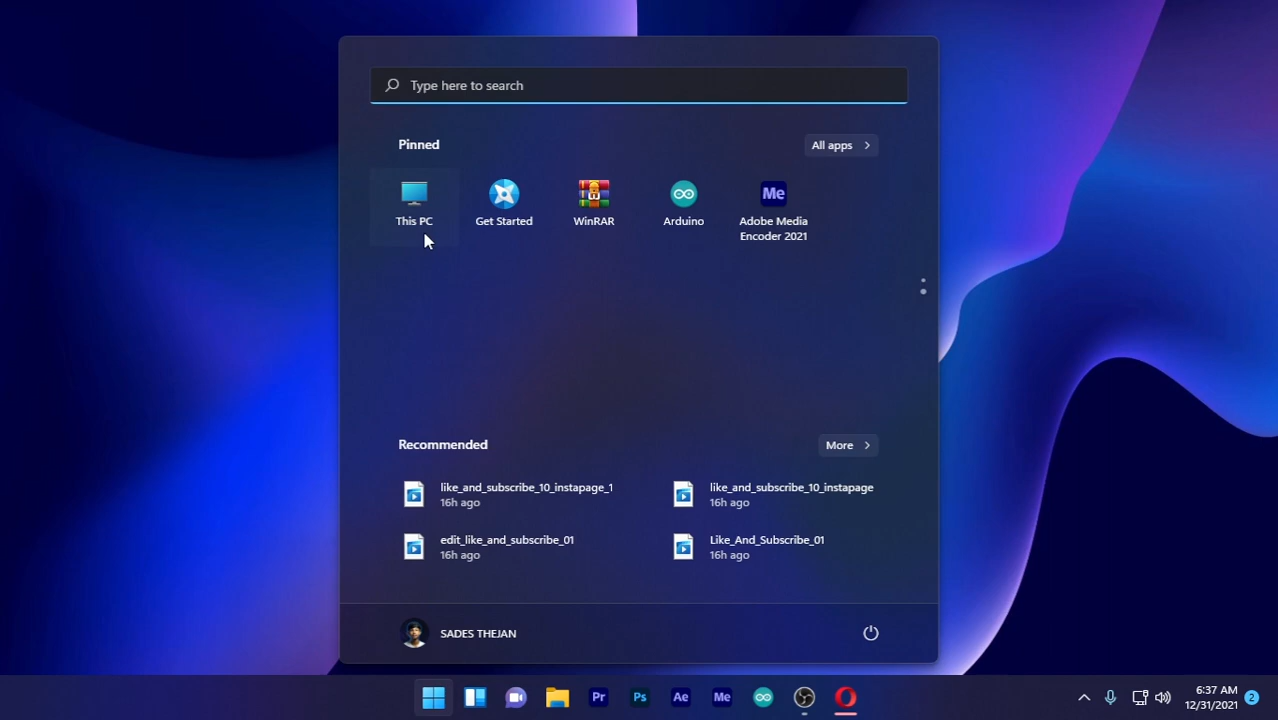 Type here to search
Pinned
All apps
This PC
Get Started
WinRAR
Arduino
Me
Adobe Media
Encoder 2021
Recommended
More
like_and_subscribe_10_instapage_1
16h ago
like_and_subscribe_10_instapage
16h ago
edit_like_and_subscribe_01
16h ago
Like_And_Subscribe_01
16h ago
SADES THEJAN
Pr
Ps
Ae
Me
6:37 AM
12/31/2021
2